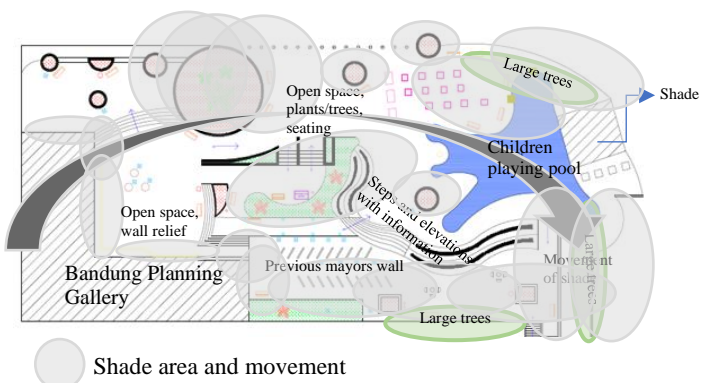 Large trees
Shade
Open space,
plants/trees,
seating
Children
playing pool
Steps and elevations
with information
Open space,
wall relief
Bandung Planning
Gallery
Previous mayors wall
Movement
of shade
Large trees
Large trees
Shade area and movement